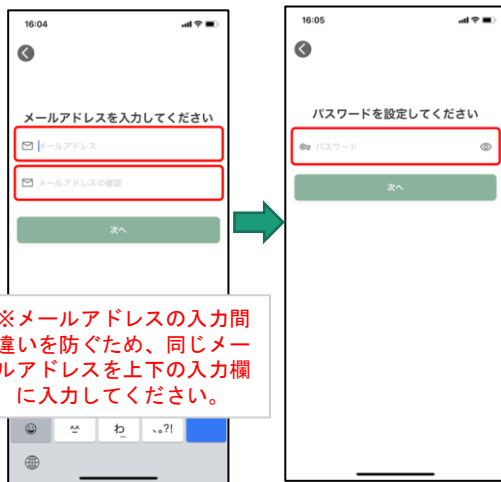 16:04
メールアドレスを入力してください
メールアドレス
メールアドレスの確認
次へ
※メールアドレスの入力間
違いを防ぐため、同じメー
ルアドレスを上下の入力欄
に入力してください。
^^
わ
、。?!
16:05
パスワードを設定してください
パスワード
次へ